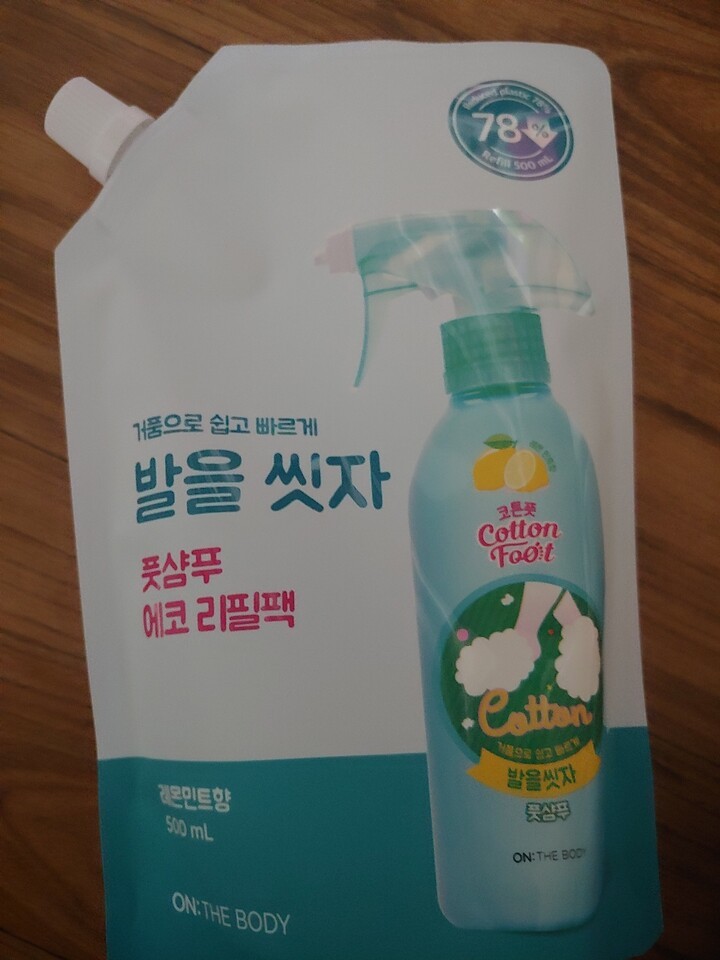 Reduced plastic 78%
78%
Refill 500 mL
거품으로 쉽고 빠르게
발을 씻자
풋샴푸
에코 리필팩
레몬민트향
500 mL
ON: THE BODY
코튼풋
Cotton
Foot
Cotton
거품으로 쉽고 빠르게
발을씻자
풋샴푸
ON: THE BODY